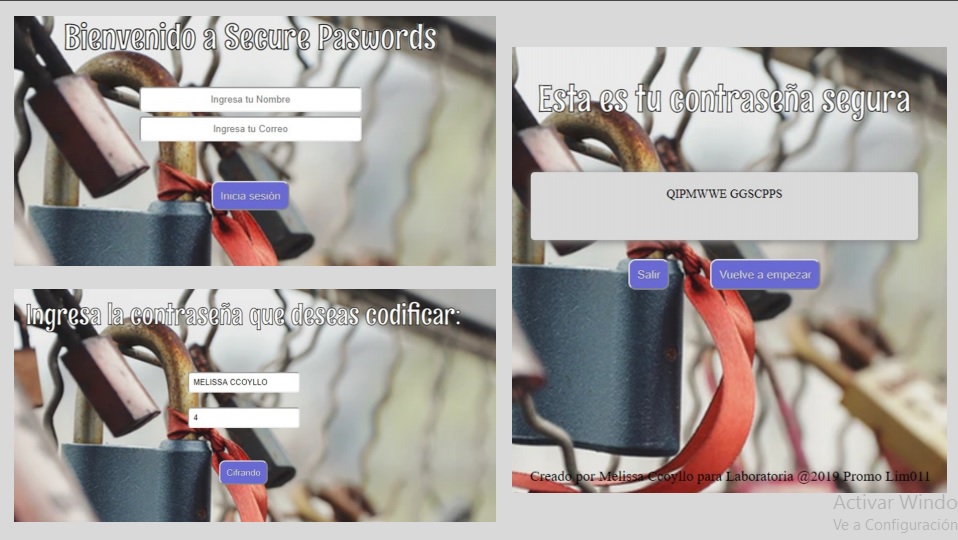 Bienvenido a Secure Paswords
Ingresa tu Nombre
Ingresa tu Correo
Inicia sesión
Ingresa la contraseña que deseas codificar:
MELISSA CCOYLLO
4
Cifrando
Esta es tu contraseña segura
QIPMWWE GGSCPPS
Salir
Vuelve a empezar
Creado por Melissa Ccoyllo para Laboratoria @2019 Promo Lim011
Activar Windo
Ve a Configuración